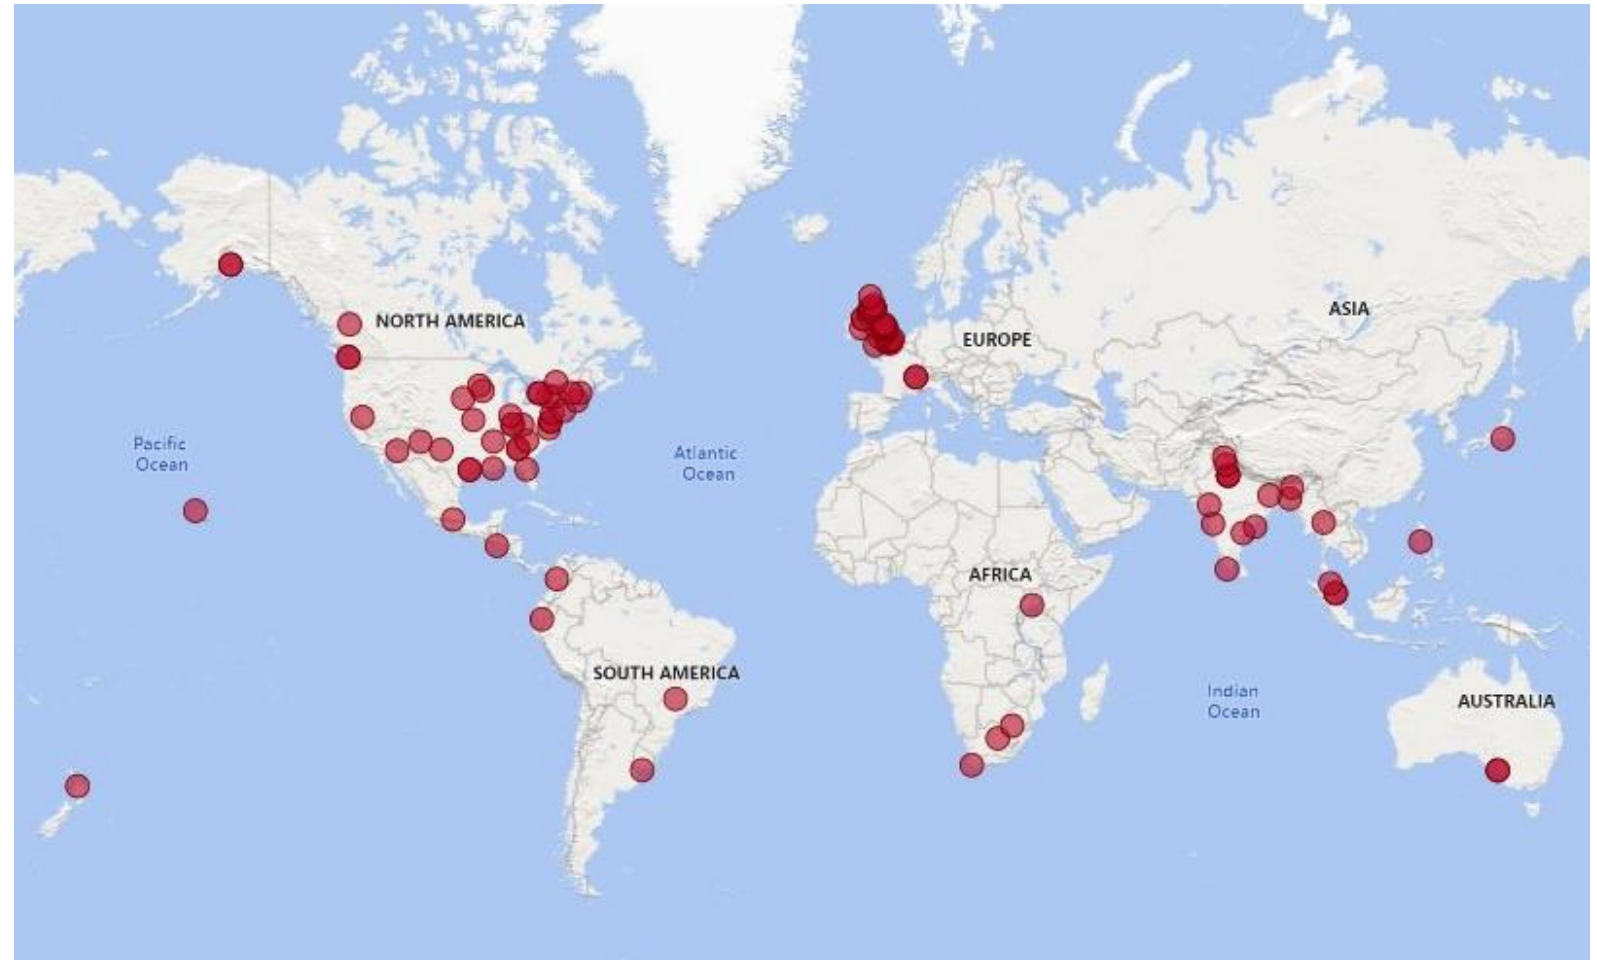 ASIA
NORTH AMERICA
EUROPE
Pacific
Ocean
Atlantic
Ocean
AFRICA
SOUTH AMERICA
Indian
Ocean
AUSTRALIA